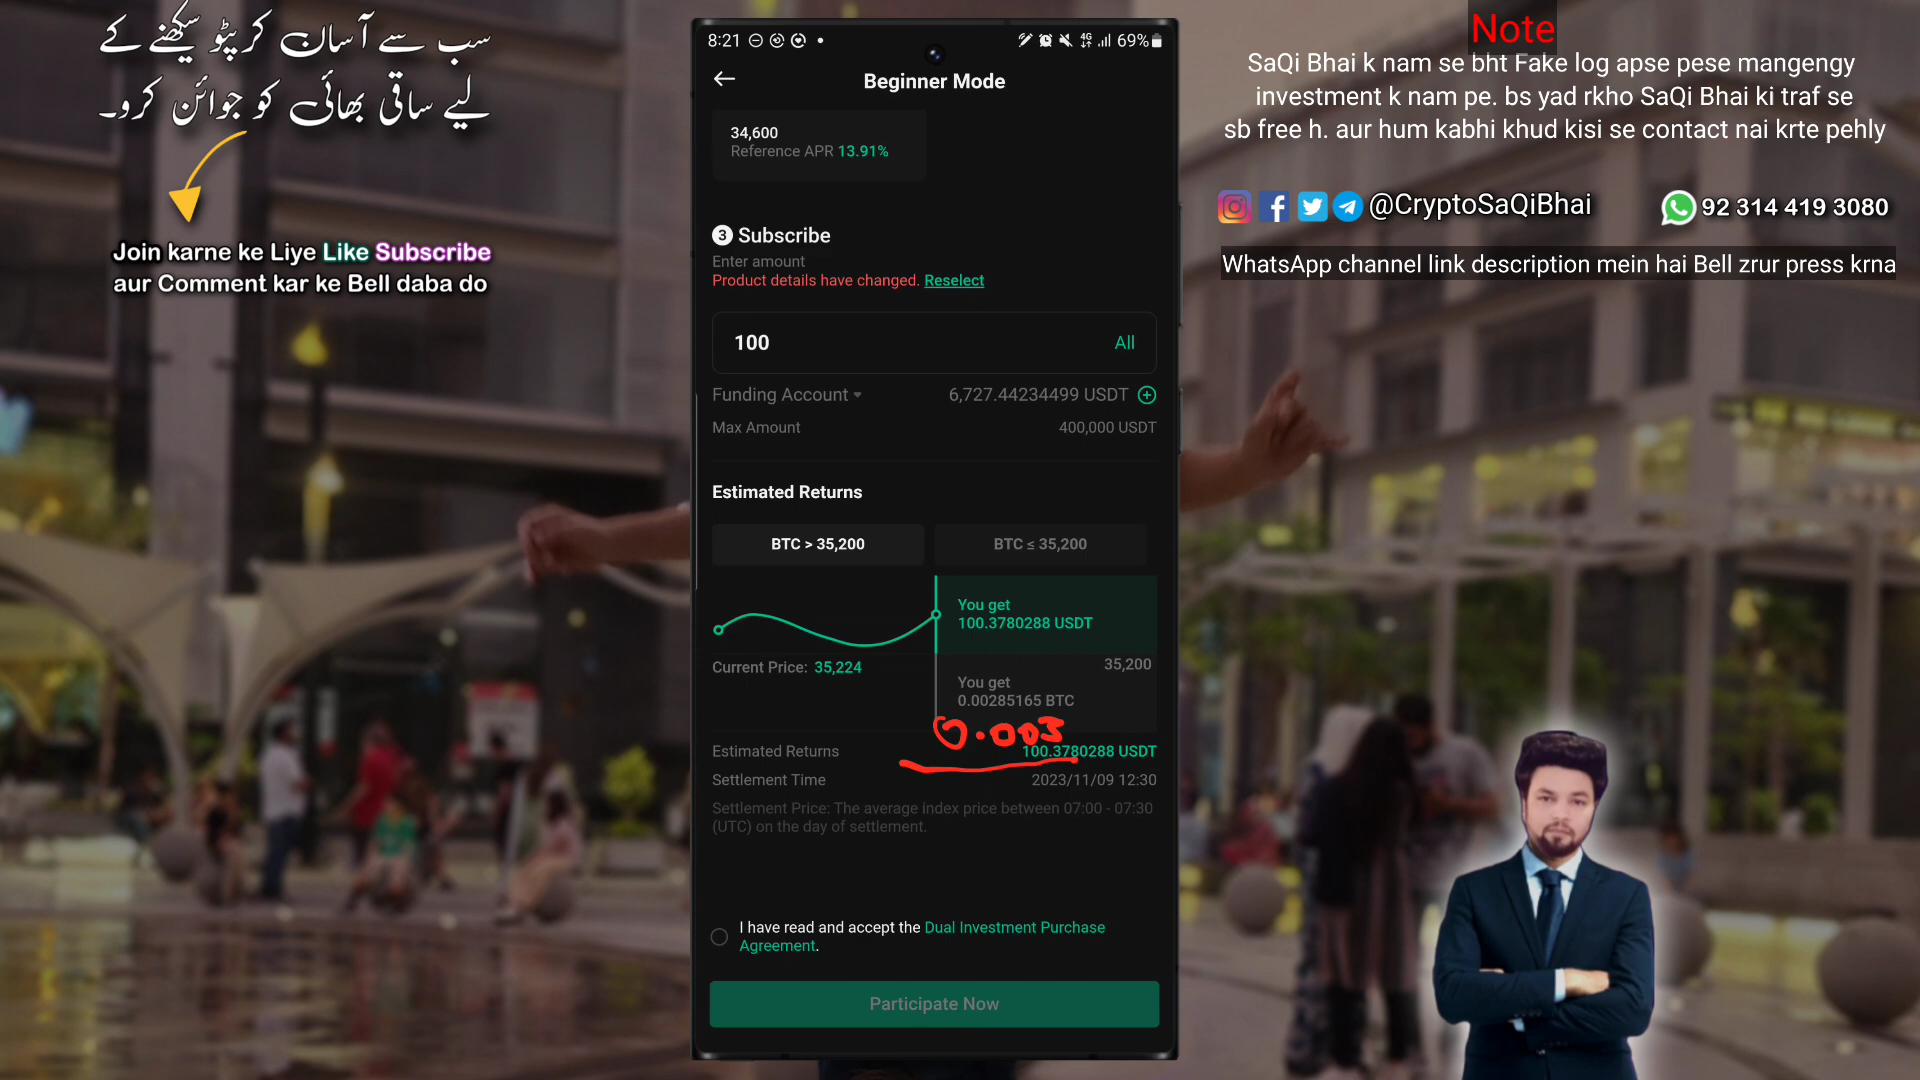 سب سے آسان کرپٹو سکھنے کے
لیے ساقی بھائی کو جوائن کرو۔
Join karne ke Liye Like Subscribe
aur Comment kar ke Bell daba do
8:21
4G
69%
Beginner Mode
34,600
Reference APR 13.91%
3 Subscribe
Enter amount
Product details have changed. Reselect
100 All
Funding Account 6,727.44234499 USDT
Max Amount 400,000 USDT
Estimated Returns
BTC > 35,200 BTC ≤ 35,200
You get
100.3780288 USDT
Current Price: 35,224
35,200
You get
0.00285165 BTC
0.003
Estimated Returns 100.3780288 USDT
Settlement Time 2023/11/09 12:30
Settlement Price: The average index price between 07:00 - 07:30
(UTC) on the day of settlement.
I have read and accept the Dual Investment Purchase
Agreement.
Participate Now
Note
SaQi Bhai k nam se bht Fake log apse pese mangengy
investment k nam pe. bs yad rkho SaQi Bhai ki traf se
sb free h. aur hum kabhi khud kisi se contact nai krte pehly
@CryptoSaQiBhai 92 314 419 3080
WhatsApp channel link description mein hai Bell zrur press krna